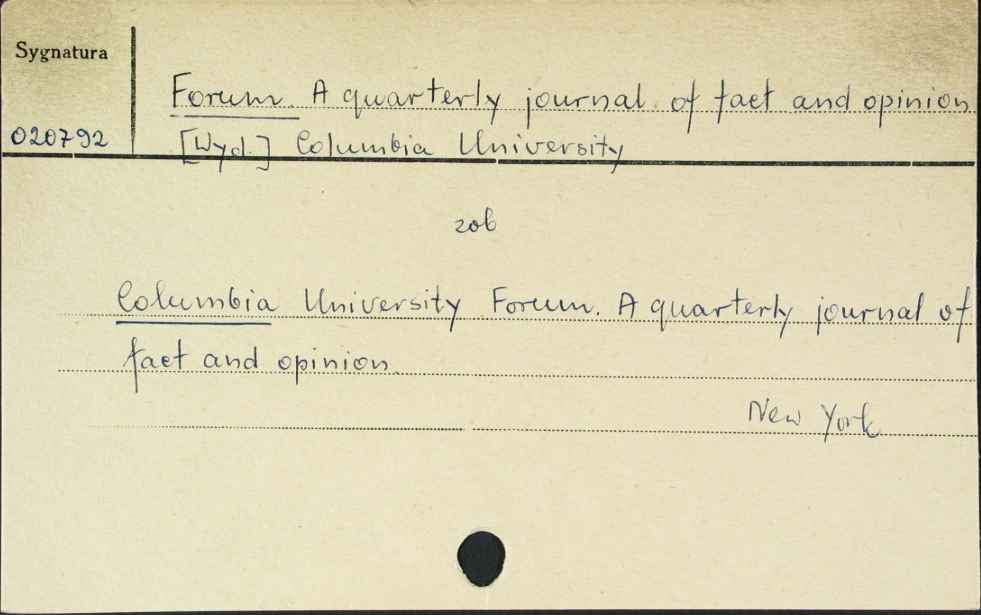 Sygnatura
Forum. A quarterly journal of fact and opinion
020792
[Wyd.] Columbia University
zob
Columbia University Forum. A quarterly journal of
fact and opinion
New York